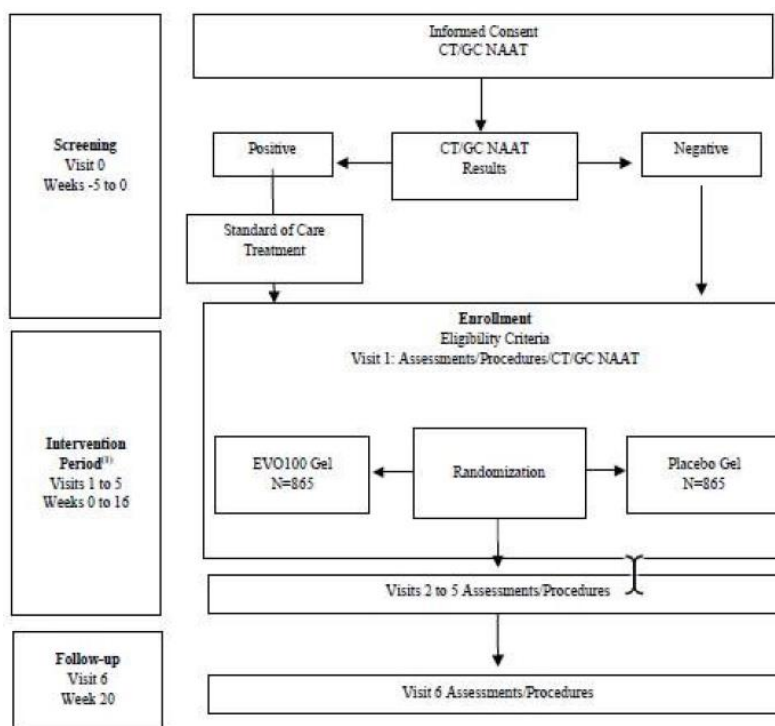 Informed Consent
CT/GC NAAT
Screening
Visit 0
Weeks -5 to 0
Positive
CT/GC NAAT
Results
Negative
Standard of Care
Treatment
Enrollment
Eligibility Criteria
Visit 1: Assessments/Procedures/CT/GC NAAT
Intervention
Period(1)
Visits 1 to 5
Weeks 0 to 16
EVO100 Gel
N=865
Randomization
Placebo Gel
N=865
Visits 2 to 5 Assessments/Procedures
Follow-up
Visit 6
Week 20
Visit 6 Assessments/Procedures